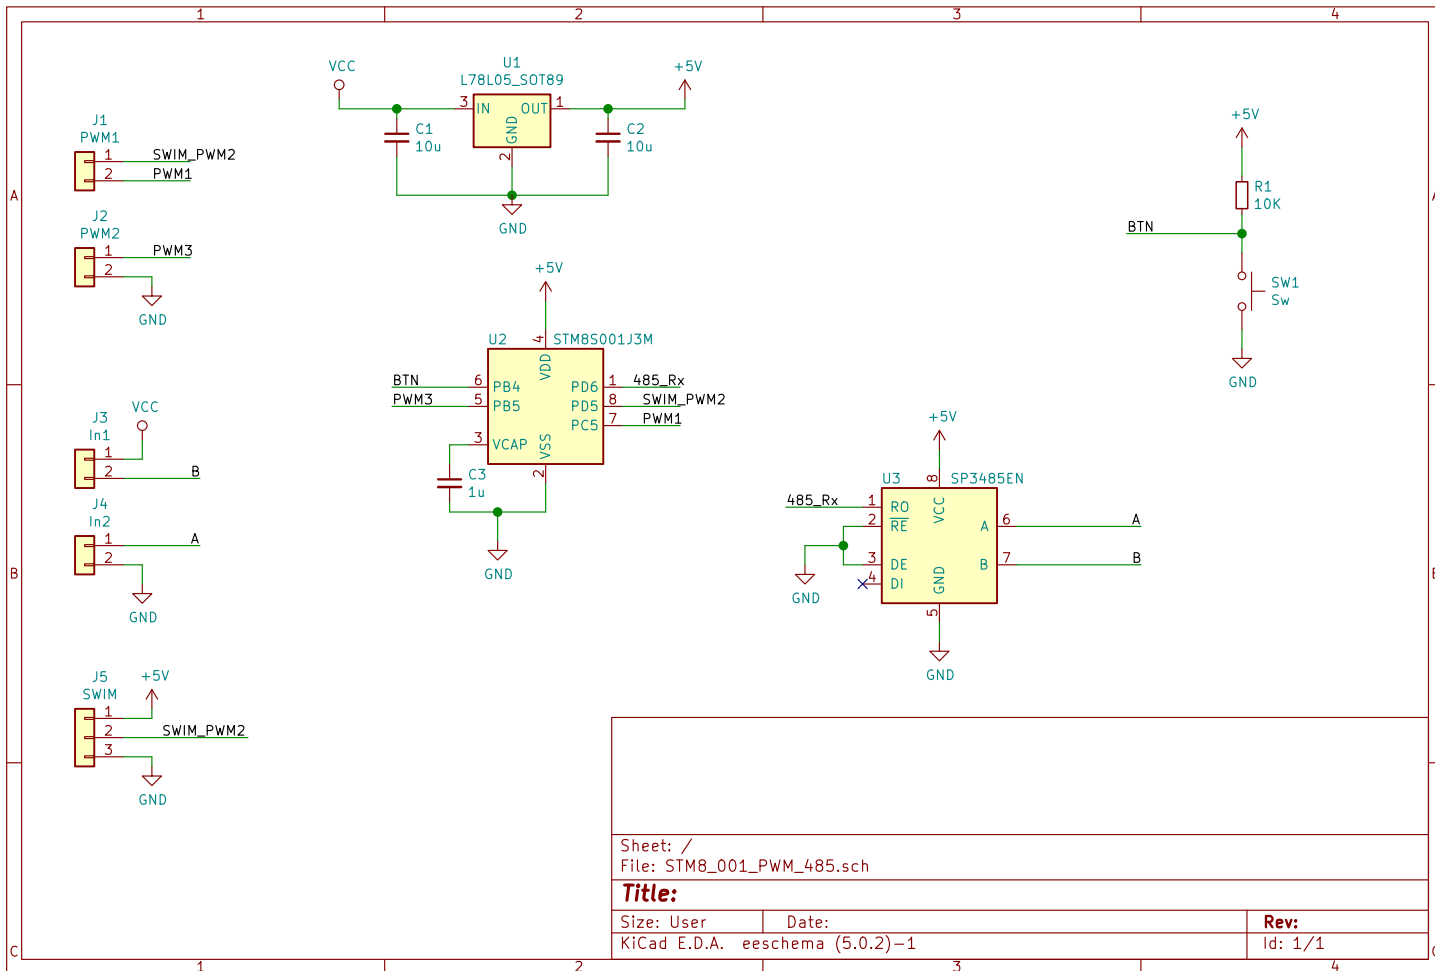 1 2 3 4
VCC
U1
L78L05_SOT89
+5V
3 IN OUT 1
GND
2
C1
10u
C2
10u
GND
J1
PWM1
1 SWIM_PWM2
2 PWM1
J2
PWM2
1 PWM3
2
GND
A
A
+5V
R1
10K
BTN
SW1
Sw
GND
+5V
U2 STM8S001J3M
4
VDD
BTN 6 PB4 PD6 1 485_Rx
PWM3 5 PB5 PD5 8 SWIM_PWM2
PC5 7 PWM1
3 VCAP
VSS
2
C3
1u
GND
VCC
J3
In1
1
2 B
J4
In2
1 A
2
GND
+5V
U3 SP3485EN
8
VCC
485_Rx 1 RO
2 RE A 6 A
3 DE B 7 B
4 DI
GND
5
GND
GND
B
J5 +5V
SWIM
1
2 SWIM_PWM2
3
GND
Sheet: /
File: STM8_001_PWM_485.sch
Title:
Size: User Date: Rev:
KiCad E.D.A. eeschema (5.0.2)-1 Id: 1/1
C
1 2 3 4